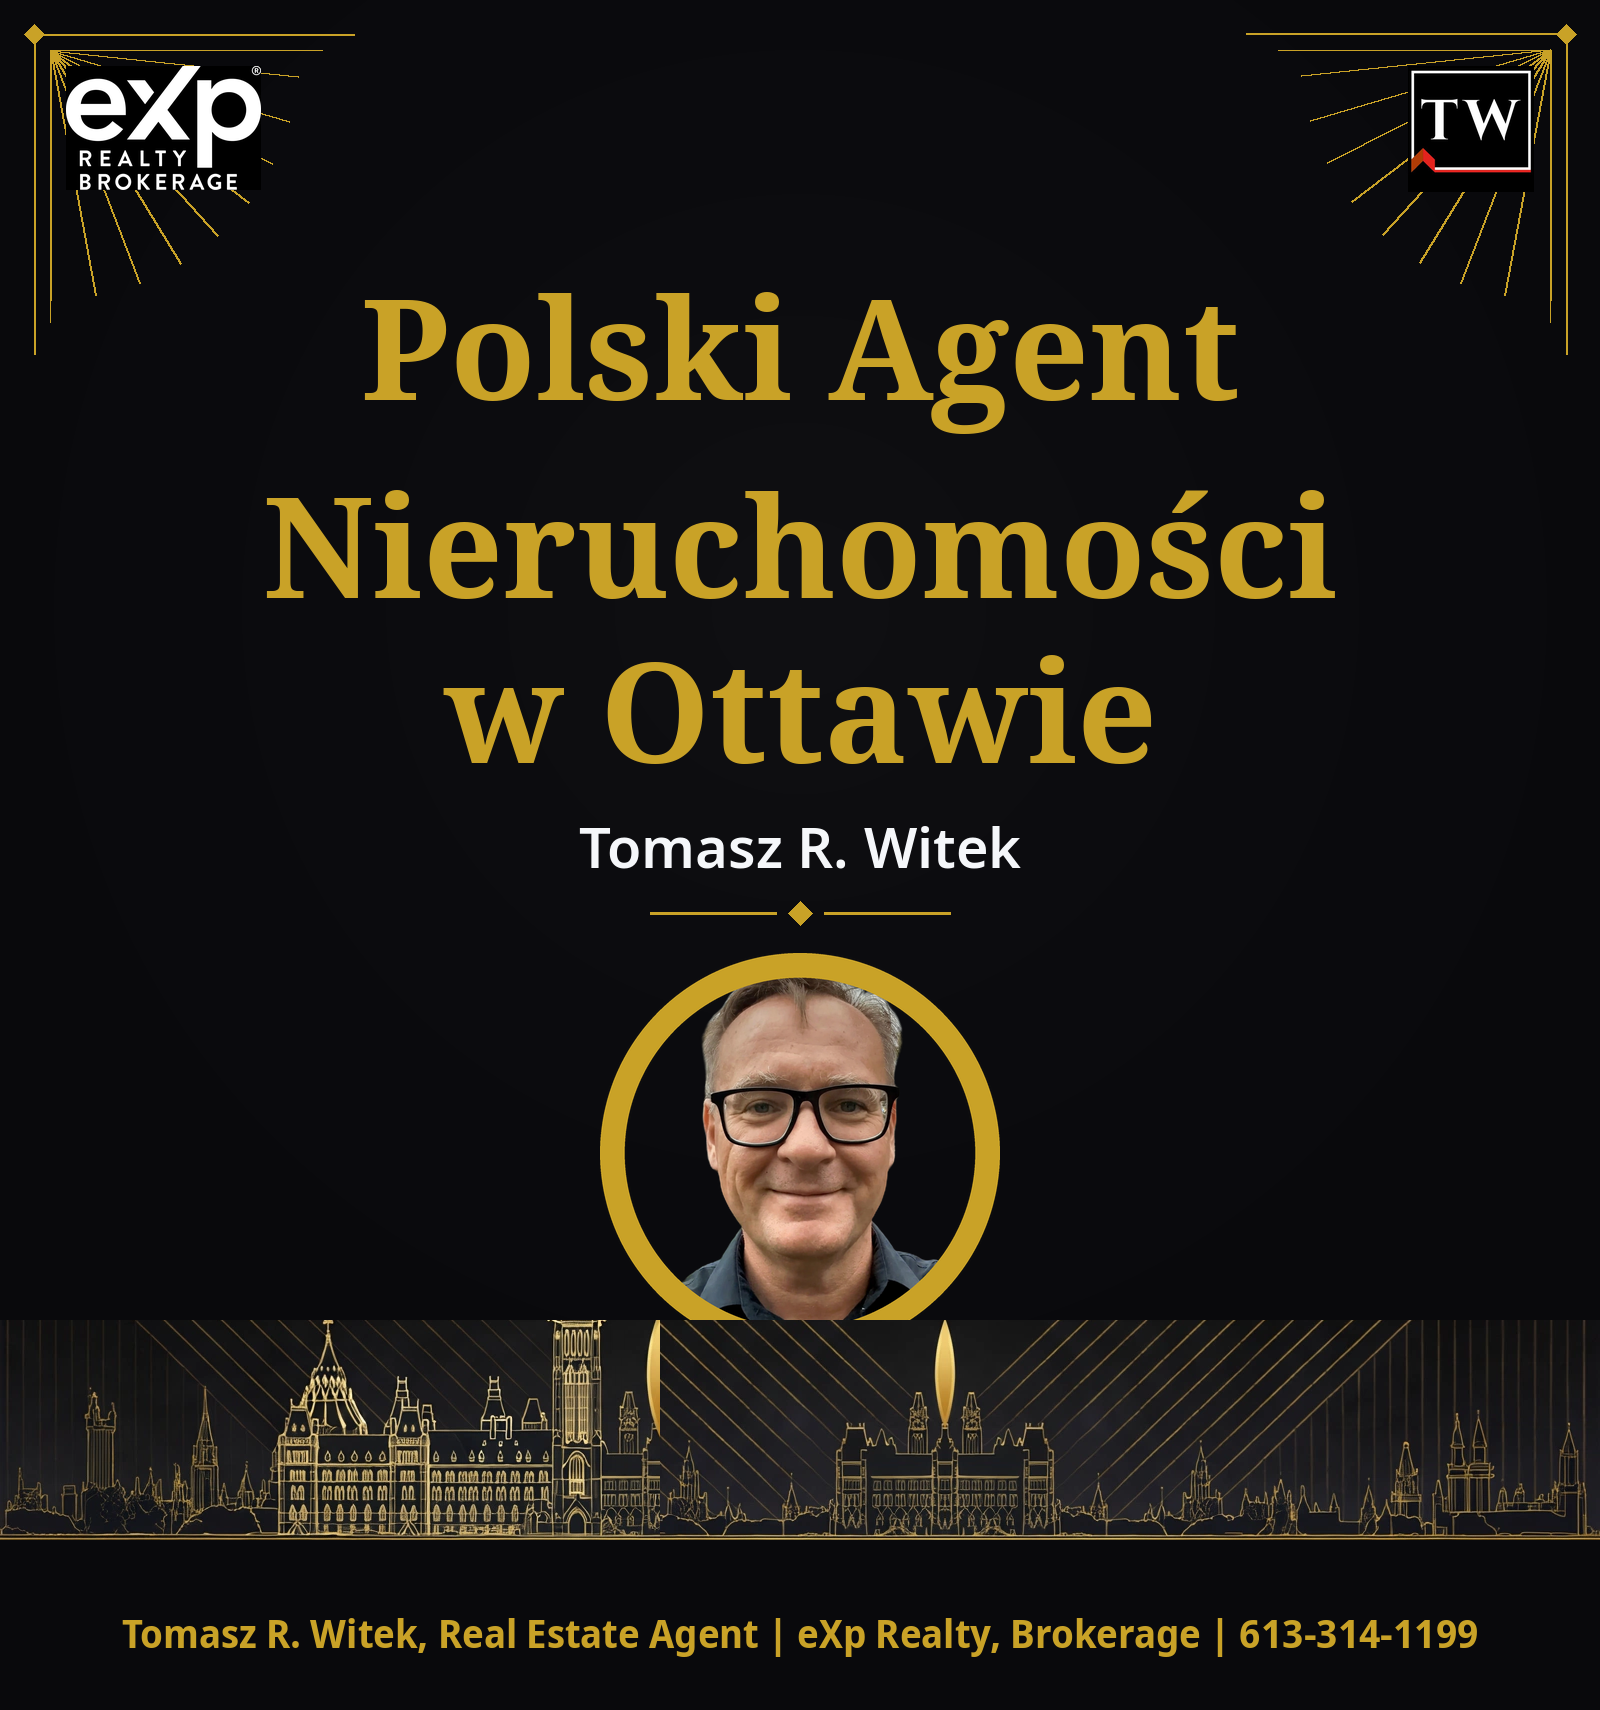 eXp®
REALTY
BROKERAGE
TW
Polski Agent
Nieruchomości
w Ottawie
Tomasz R. Witek
Tomasz R. Witek, Real Estate Agent | eXp Realty, Brokerage | 613-314-1199